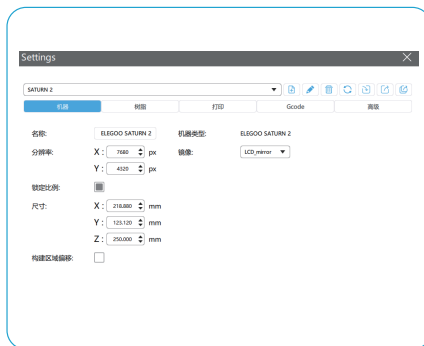 Settings
SATURN 2
机器 树脂 打印 Gcode 高级
名称: ELEGOO SATURN 2 机器类型: ELEGOO SATURN 2
分辨率: X: 7680 px 镜像: LCD_mirror
Y: 4320 px
锁定比例:
尺寸: X: 218.880 mm
Y: 123.120 mm
Z: 250.000 mm
构建区域偏移: